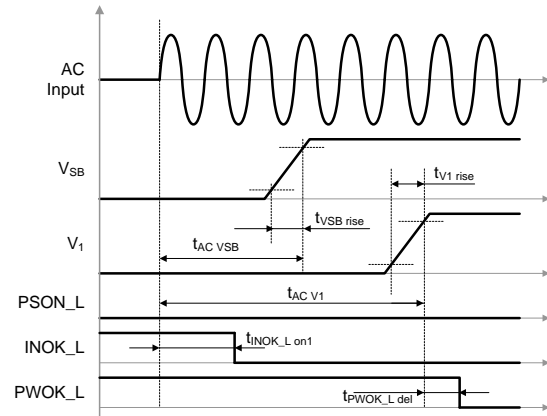 AC
Input
VSB
tV1 rise
tVSB rise
V1
tAC VSB
tAC V1
PSON_L
INOK_L
tINOK_L on1
PWOK_L
tPWOK_L del